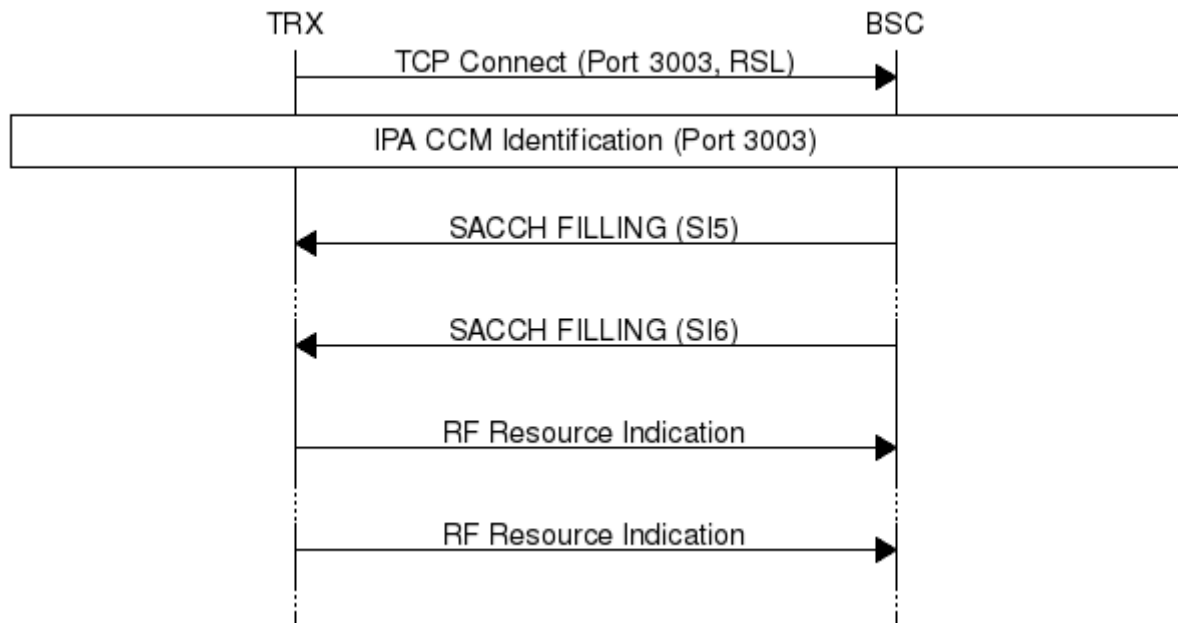 TRX BSC
TCP Connect (Port 3003, RSL)
IPA CCM Identification (Port 3003)
SACCH FILLING (SI5)
SACCH FILLING (SI6)
RF Resource Indication
RF Resource Indication